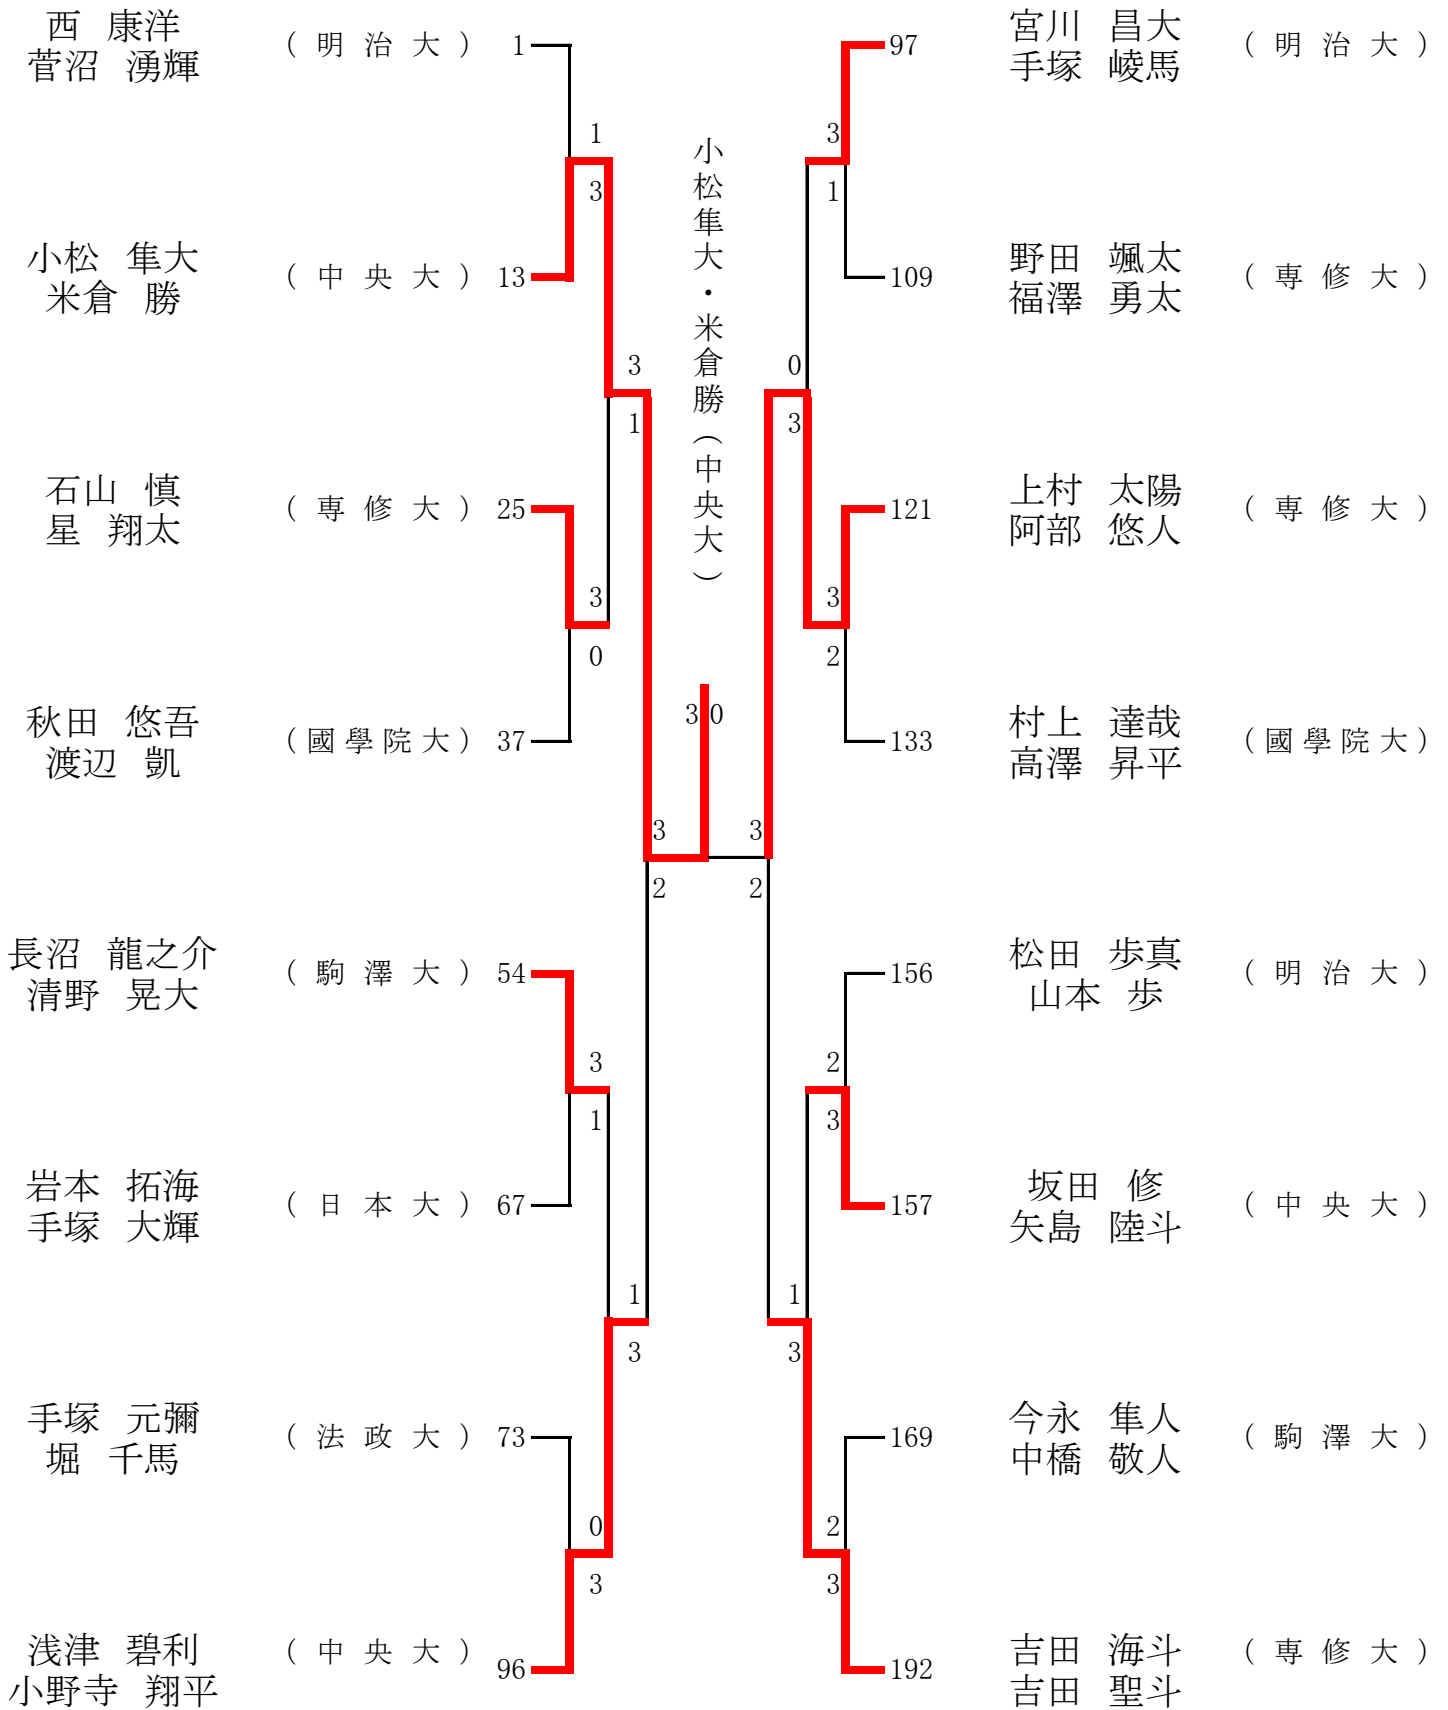 西 康洋
菅沼 湧輝
(明治大) 1
小松 隼大
米倉 勝
(中央大) 13
石山 慎
星 翔太
(専修大) 25
秋田 悠吾
渡辺 凱
(國學院大) 37
長沼 龍之介
清野 晃大
(駒澤大) 54
岩本 拓海
手塚 大輝
(日本大) 67
手塚 元彌
堀 千馬
(法政大) 73
浅津 碧利
小野寺 翔平
(中央大) 96
1
3
3
1
3
0
3
2
3
1
1
3
0
3
小松隼大・米倉勝(中央大)
3 0
3
1
0
3
3
2
3
2
2
3
1
3
2
3
97
宮川 昌大
手塚 崚馬
(明治大)
109
野田 颯太
福澤 勇太
(専修大)
121
上村 太陽
阿部 悠人
(専修大)
133
村上 達哉
高澤 昇平
(國學院大)
156
松田 歩真
山本 歩
(明治大)
157
坂田 修
矢島 陸斗
(中央大)
169
今永 隼人
中橋 敬人
(駒澤大)
192
吉田 海斗
吉田 聖斗
(専修大)